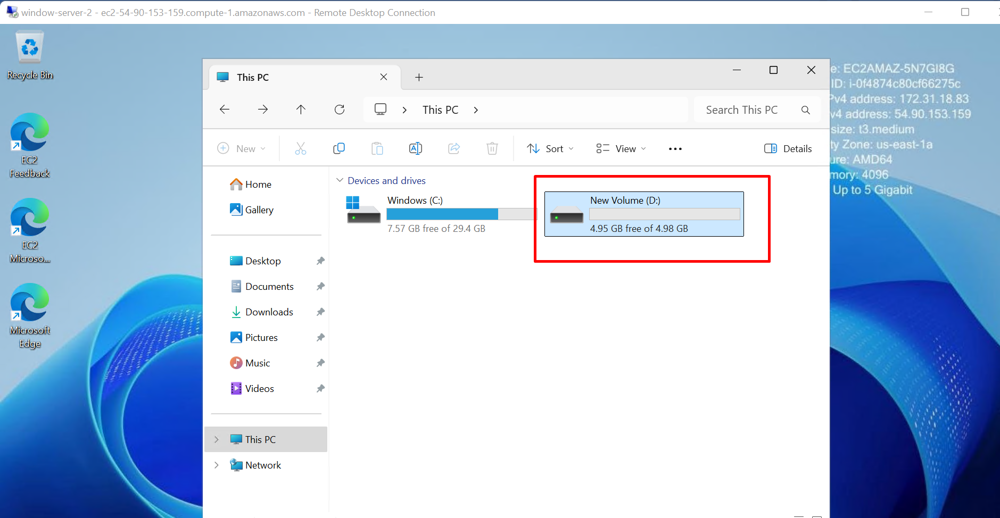 window-server-2 - ec2-54-90-153-159.compute-1.amazonaws.com - Remote Desktop Connection
Recycle Bin
EC2
Feedback
EC2
Microso...
Microsoft
Edge
This PC
This PC
Search This PC
New
Sort
View
Details
Home
Gallery
Desktop
Documents
Downloads
Pictures
Music
Videos
This PC
Network
Devices and drives
Windows (C:)
7.57 GB free of 29.4 GB
New Volume (D:)
4.95 GB free of 4.98 GB
e: EC2AMAZ-5N7GI8G
ID: i-0f4874c80cf66275c
Pv4 address: 172.31.18.83
v4 address: 54.90.153.159
size: t3.medium
ty Zone: us-east-1a
ure: AMD64
mory: 4096
Up to 5 Gigabit